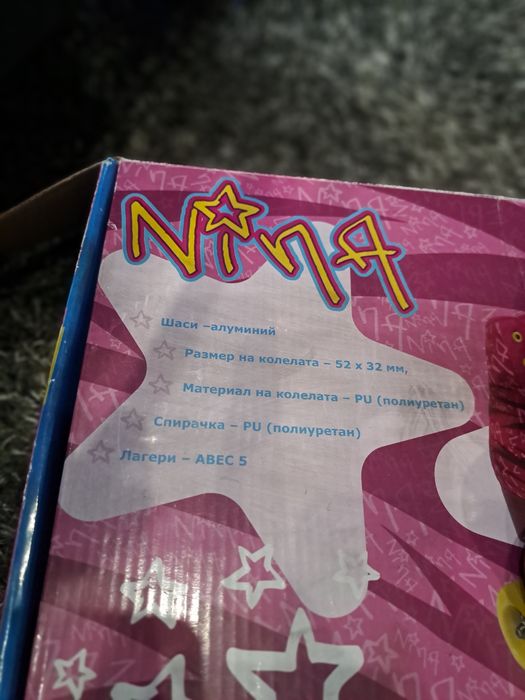 Nina
Шаси –алуминий
Размер на колелата – 52 x 32 мм,
Материал на колелата – PU (полиуретан)
Спирачка – PU (полиуретан)
Лагери – ABEC 5